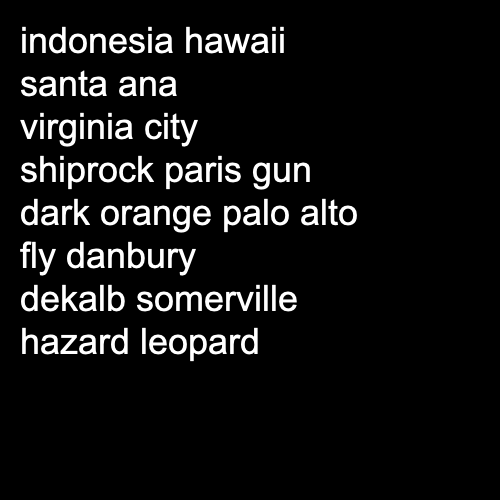 indonesia hawaii
santa ana
virginia city
shiprock paris gun
dark orange palo alto
fly danbury
dekalb somerville
hazard leopard